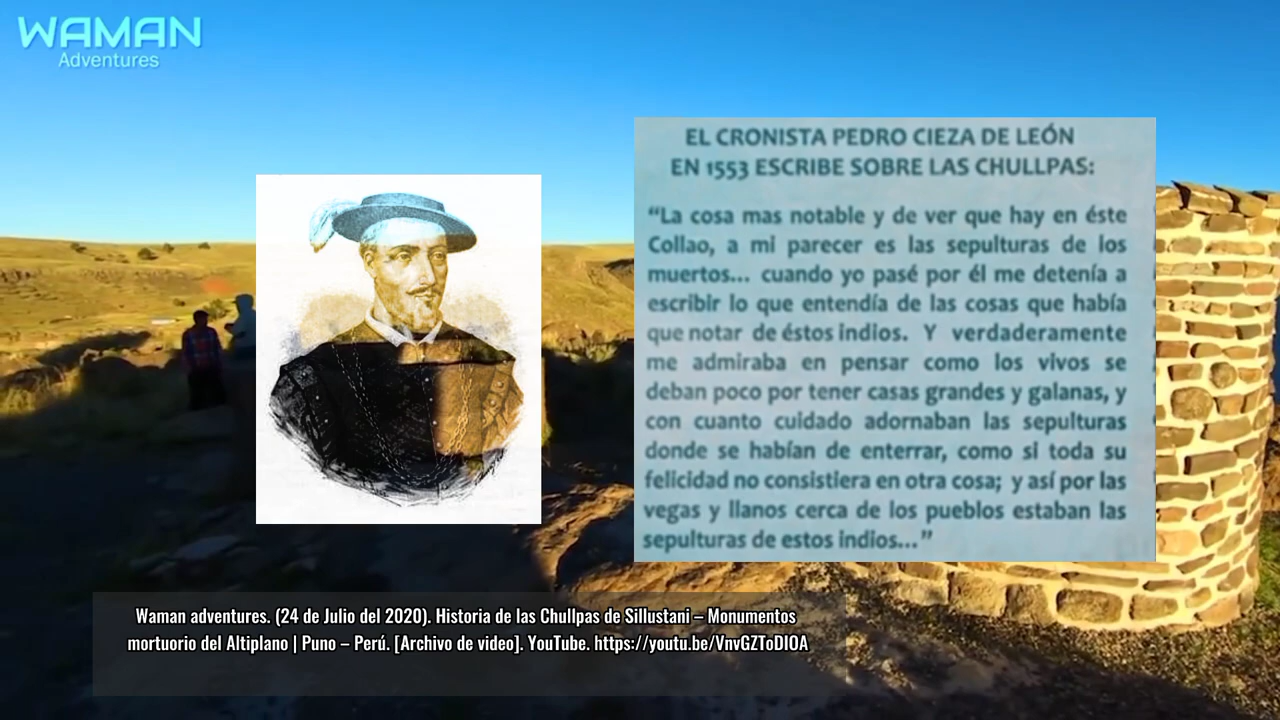 WAMAN
Adventures
EL CRONISTA PEDRO CIEZA DE LEÓN
EN 1553 ESCRIBE SOBRE LAS CHULLPAS:
“La cosa mas notable y de ver que hay en éste
Collao, a mi parecer es las sepulturas de los
muertos... cuando yo pasé por él me detenía a
escribir lo que entendía de las cosas que había
que notar de éstos indios. Y verdaderamente
me admiraba en pensar como los vivos se
deban poco por tener casas grandes y galanas, y
con cuanto cuidado adornaban las sepulturas
donde se habían de enterrar, como si toda su
felicidad no consistiera en otra cosa; y así por las
vegas y llanos cerca de los pueblos estaban las
sepulturas de estos indios...”
Waman adventures. (24 de Julio del 2020). Historia de las Chullpas de Sillustani – Monumentos
mortuorio del Altiplano | Puno – Perú. [Archivo de video]. YouTube. https://youtu.be/VnvGZToDIOA